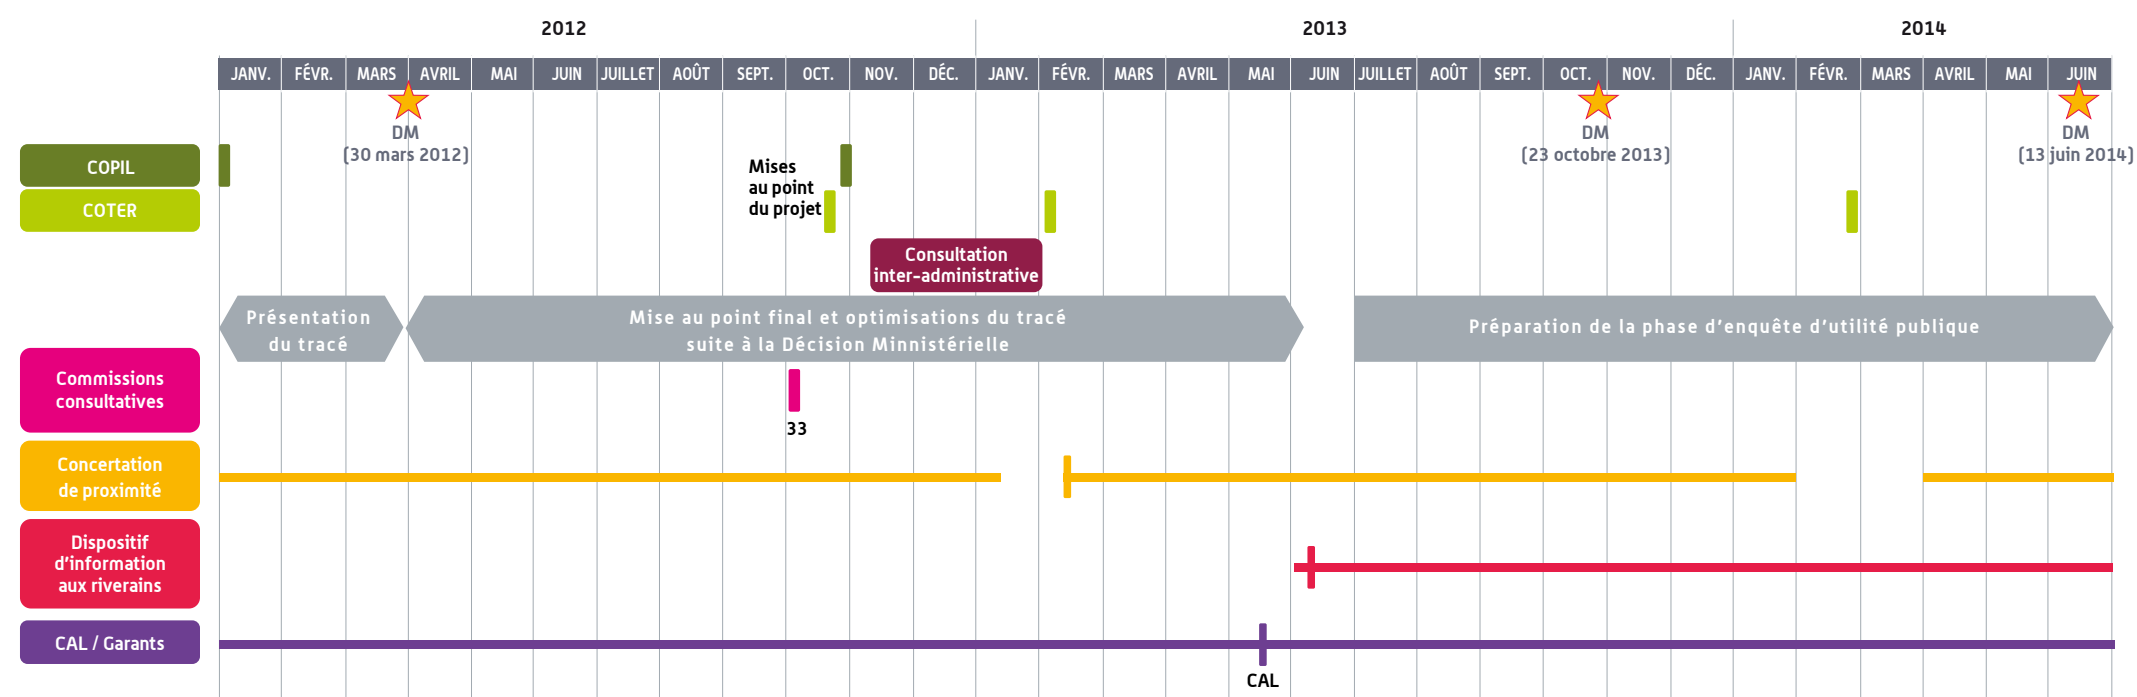 2012
2013
2014
JANV. FÉVR. MARS AVRIL MAI JUIN JUILLET AOÛT SEPT. OCT. NOV. DÉC. JANV. FÉVR. MARS AVRIL MAI JUIN JUILLET AOÛT SEPT. OCT. NOV. DÉC. JANV. FÉVR. MARS AVRIL MAI JUIN
DM
(30 mars 2012)
DM
(23 octobre 2013)
DM
(13 juin 2014)
COPIL
COTER
Mises
au point
du projet
Consultation
inter-administrative
Présentation
du tracé
Mise au point final et optimisations du tracé
suite à la Décision Minnistérielle
Préparation de la phase d'enquête d'utilité publique
Commissions
consultatives
33
Concertation
de proximité
Dispositif
d'information
aux riverains
CAL / Garants
CAL